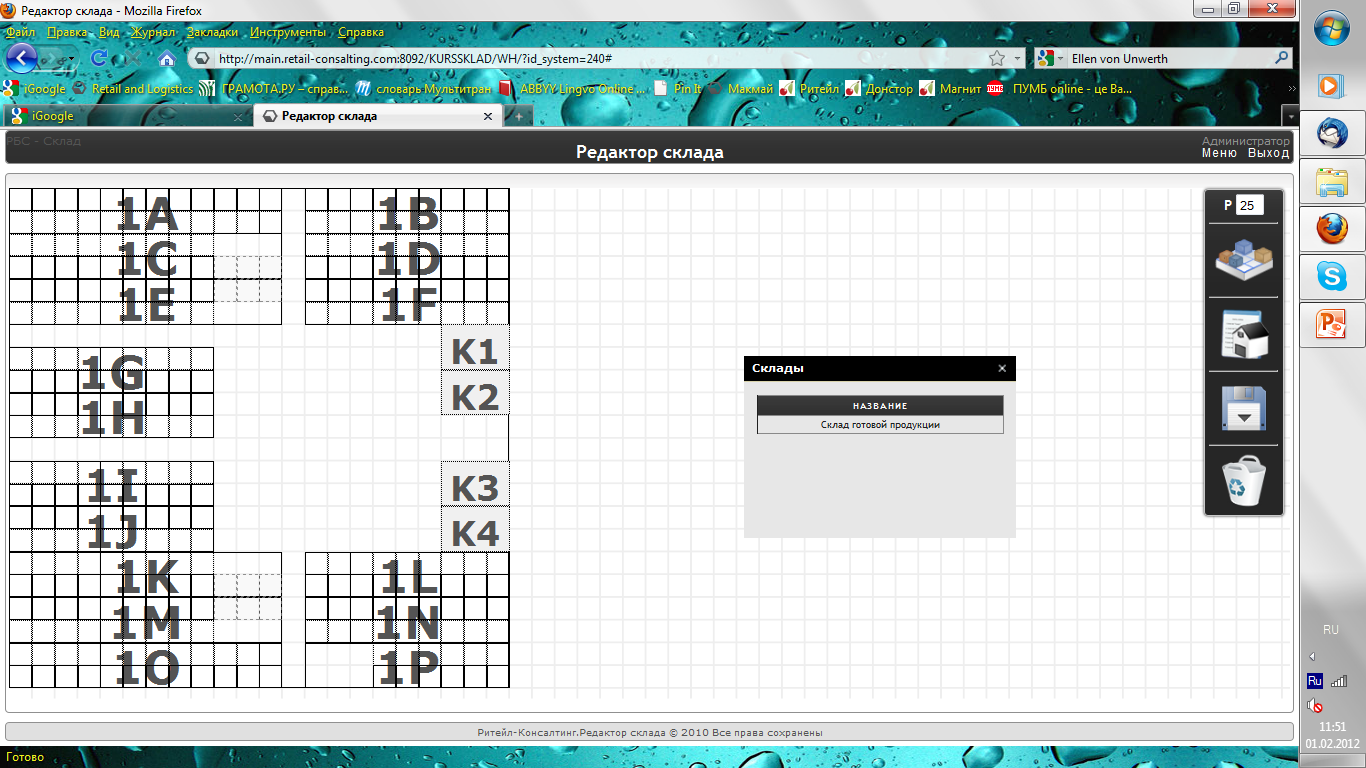 Редактор склада - Mozilla Firefox
Файл Правка Вид Журнал Закладки Инструменты Справка
http://main.retail-consalting.com:8092/KURSSKLAD/WH/?id_system=240#
Ellen von Unwerth
iGoogle Retail and Logistics ГРАМОТА.РУ – справ... словарь Мультитран ABBYY Lingvo Online ... Pin It Макмай Ритейл Донстор Магнит ПУМБ online - це Ва...
iGoogle Редактор склада
РБС - Склад
Администратор
Редактор склада
Меню Выход
P 25
1A 1B
1C 1D
1E 1F
K1
1G
K2
1H
Склады
НАЗВАНИЕ
Склад готовой продукции
1I K3
1J K4
1K 1L
1M 1N
1O 1P
Ритейл-Консалтинг.Редактор склада © 2010 Все права сохранены
Готово
RU
Ru
11:51
01.02.2012